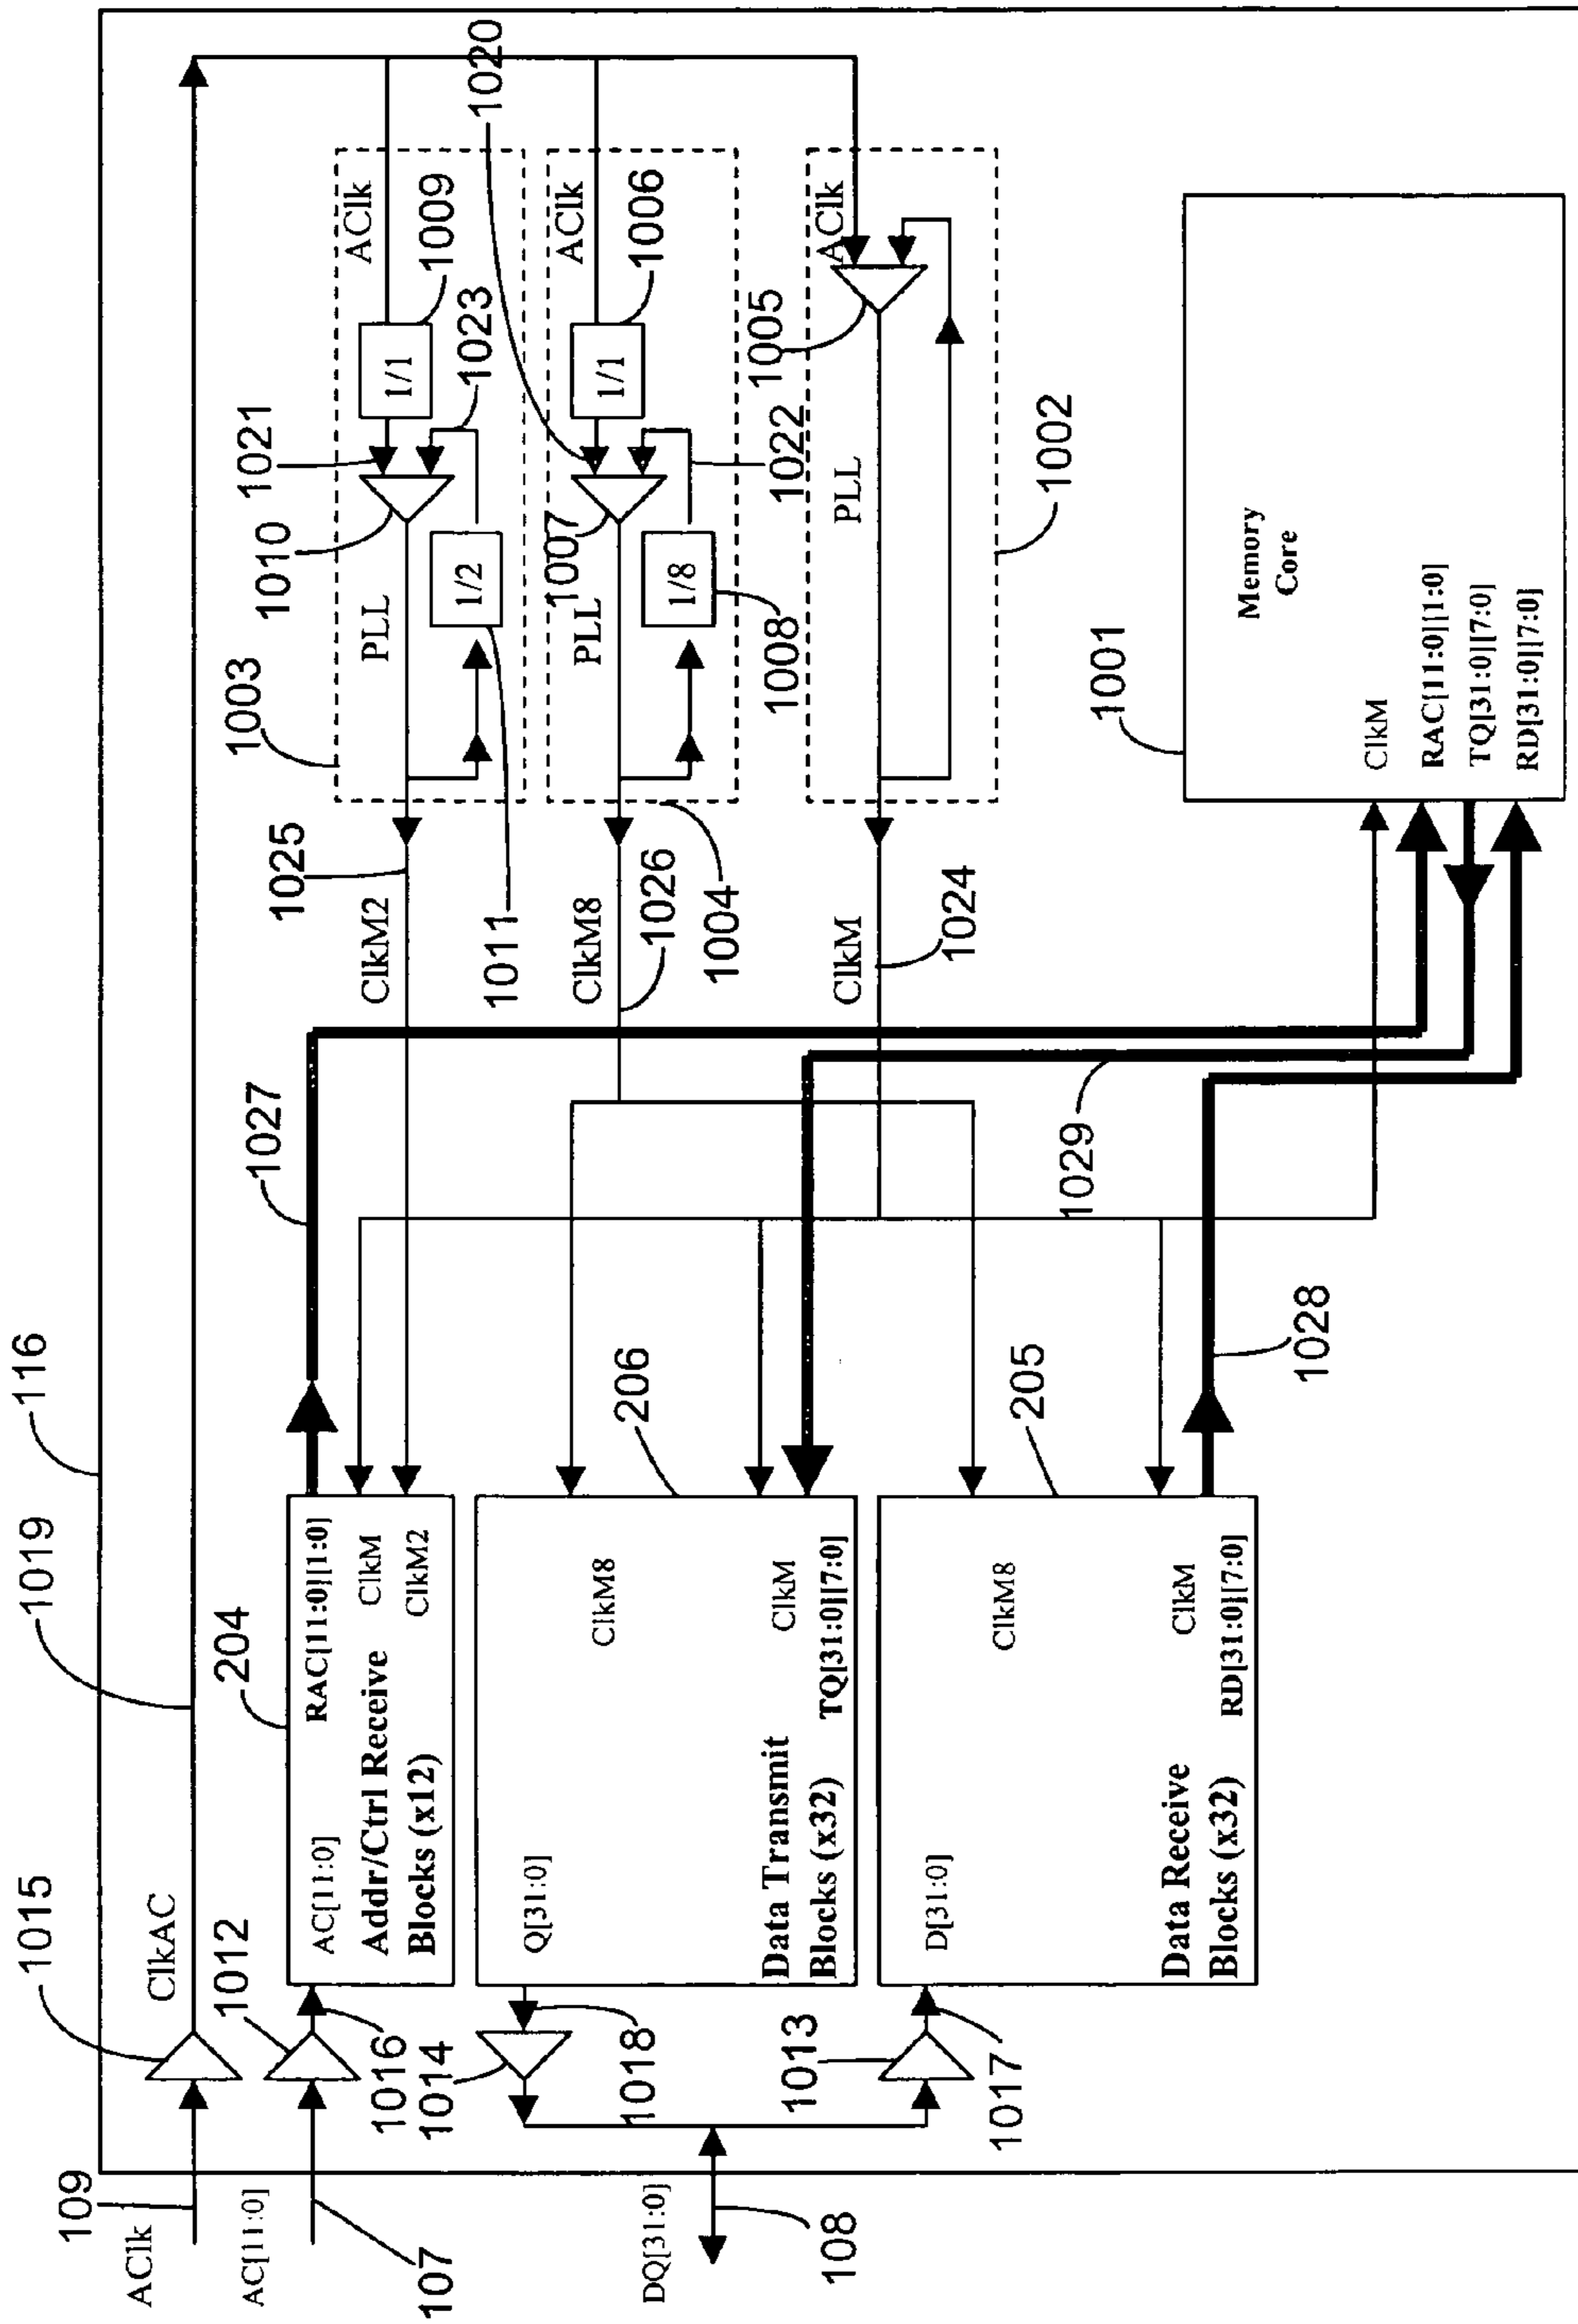 116
1019
1015
ClkAC
109
AClk
1012
AC[11:0]
107
1016
204
AC[11:0]
RAC[11:0][1:0]
Addr/Ctrl Receive
Blocks (x12)
ClkM
ClkM2
1027
1014
1018
Q[31:0]
ClkM8
206
Data Transmit
Blocks (x32)
ClkM
TQ[31:0][7:0]
DQ[31:0]
108
1013
1017
D[31:0]
ClkM8
205
Data Receive
Blocks (x32)
ClkM
RD[31:0][7:0]
1028
1029
1025
ClkM2
1003
PLL
1010
1021
1/1
1009
AClk
1023
1/2
1011
ClkM8
1026
1004
PLL
1007
1020
1/1
1006
AClk
1022
1/8
1008
ClkM
1024
PLL
1005
AClk
1002
1001
Memory
Core
ClkM
RAC[11:0][1:0]
TQ[31:0][7:0]
RD[31:0][7:0]